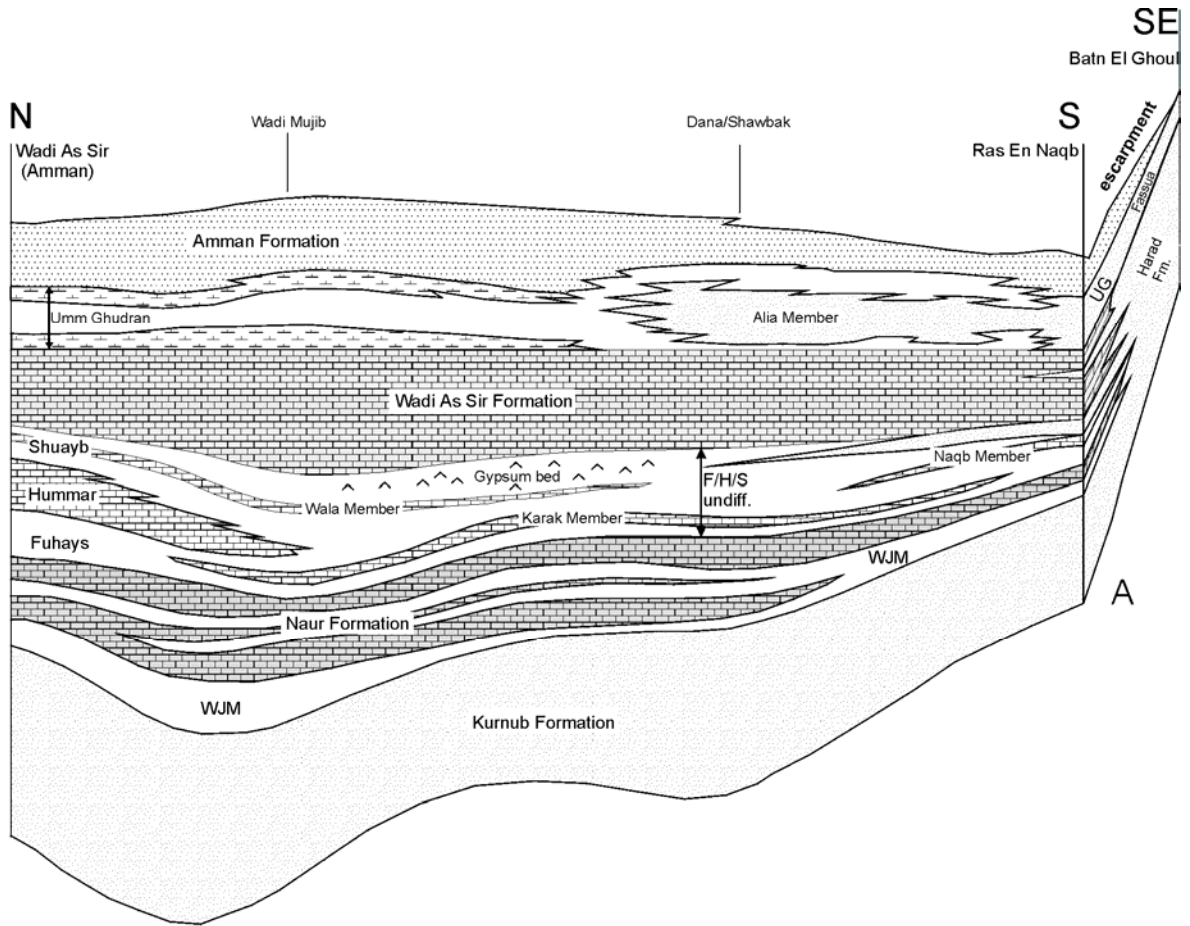 SE
Batn El Ghoul
N
Wadi As Sir
(Amman)
Wadi Mujib
Dana/Shawbak
S
Ras En Naqb
escarpment
Fassua
Harad
Fm.
UG
Amman Formation
Umm Ghudran
Alia Member
Wadi As Sir Formation
Shuayb
Gypsum bed
F/H/S
undiff.
Naqb Member
Hummar
Wala Member
Karak Member
Fuhays
WJM
Naur Formation
A
WJM
Kurnub Formation